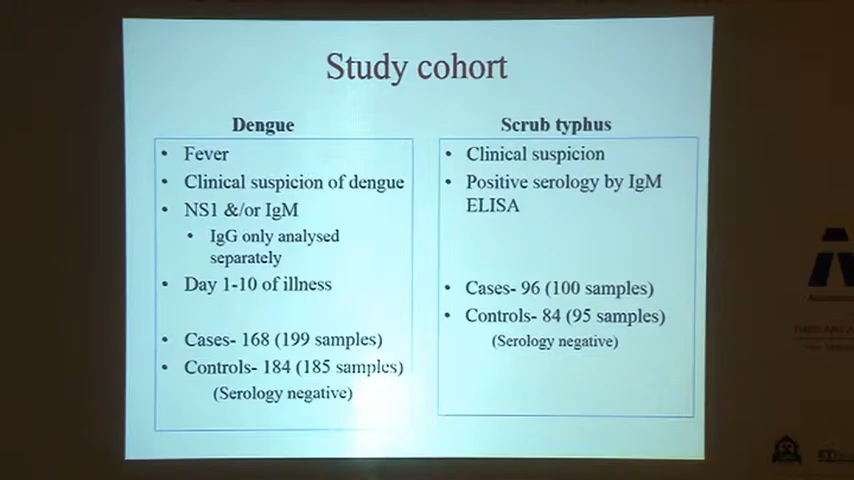 Study cohort
Dengue
• Fever
• Clinical suspicion of dengue
• NS1 &/or IgM
• IgG only analysed
separately
• Day 1-10 of illness
• Cases- 168 (199 samples)
• Controls- 184 (185 samples)
(Serology negative)
Scrub typhus
• Clinical suspicion
• Positive serology by IgM
ELISA
• Cases- 96 (100 samples)
• Controls- 84 (95 samples)
(Serology negative)